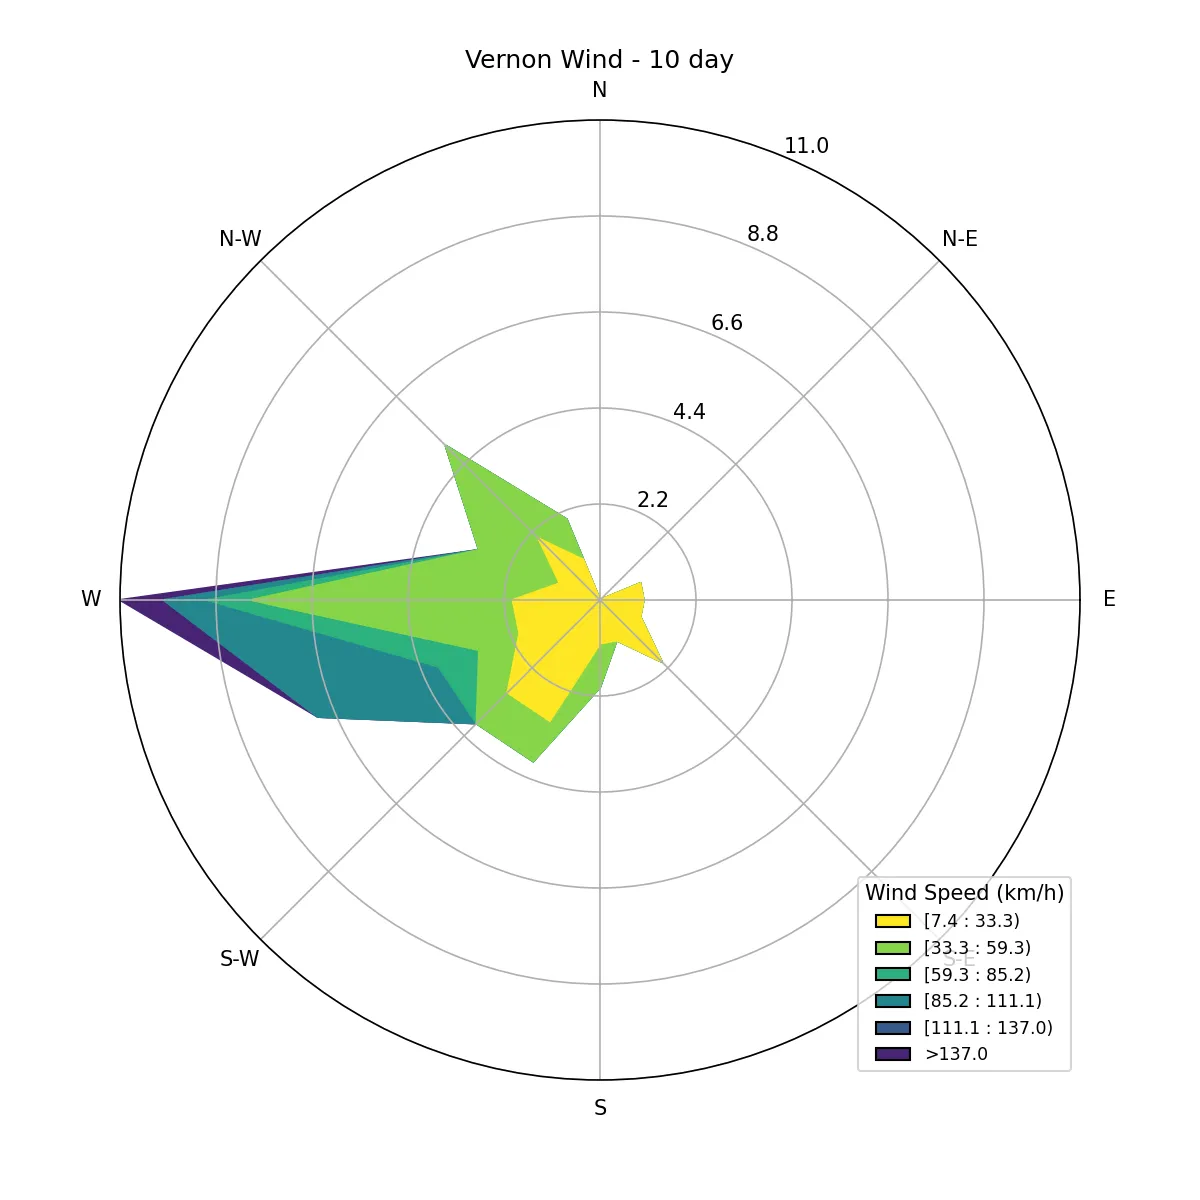 Vernon Wind - 10 day
N
11.0
8.8
N-W
N-E
6.6
4.4
2.2
W
E
Wind Speed (km/h)
[7.4 : 33.3)
[33.3 : 59.3)
S-W
S-E
[59.3 : 85.2)
[85.2 : 111.1)
[111.1 : 137.0)
>137.0
S